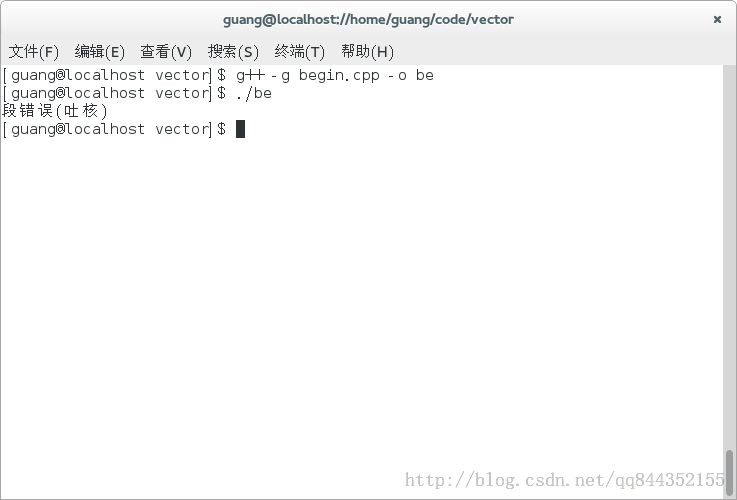 guang@localhost://home/guang/code/vector
文件(F) 编辑(E) 查看(V) 搜索(S) 终端(T) 帮助(H)
[guang@localhost vector]$ g++ -g begin.cpp -o be
[guang@localhost vector]$ ./be
段错误(吐核)
[guang@localhost vector]$
http://blog.csdn.net/qq844352155